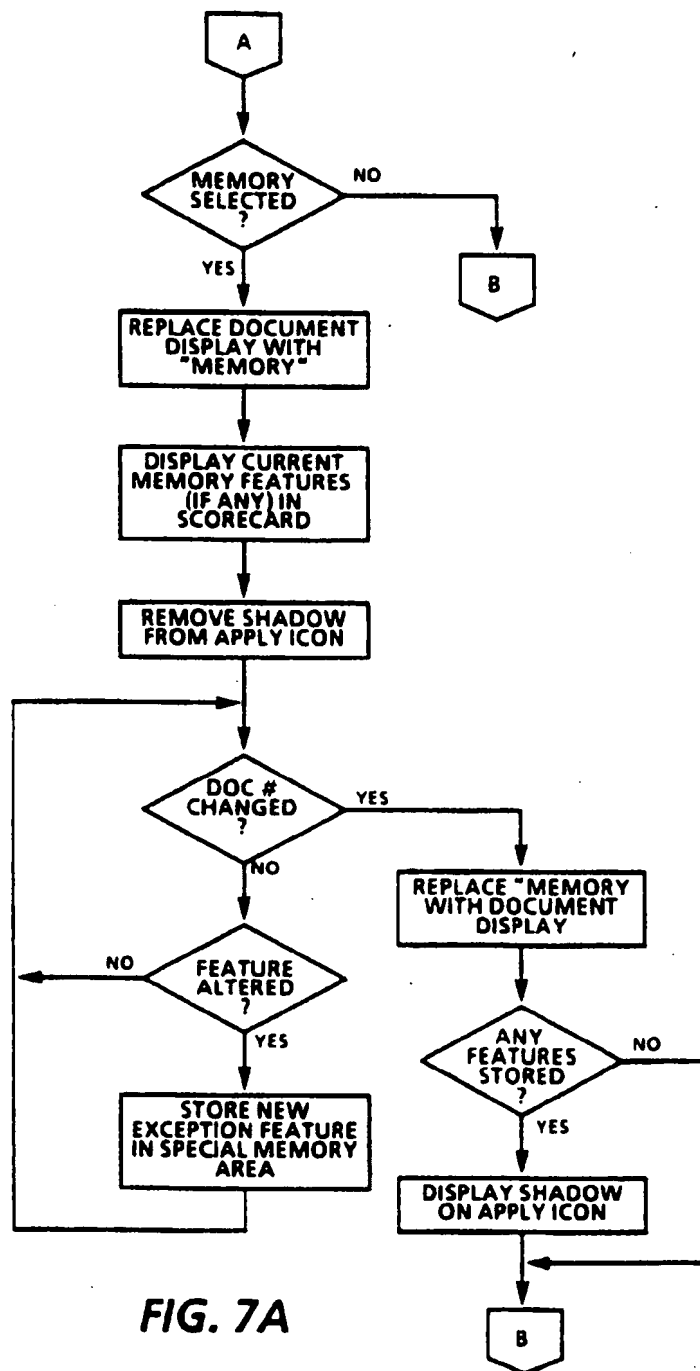 A
MEMORY
SELECTED
?
NO
YES
B
REPLACE DOCUMENT
DISPLAY WITH
"MEMORY"
DISPLAY CURRENT
MEMORY FEATURES
(IF ANY) IN
SCORECARD
REMOVE SHADOW
FROM APPLY ICON
DOC #
CHANGED
?
YES
NO
REPLACE "MEMORY
WITH DOCUMENT
DISPLAY
NO
FEATURE
ALTERED
?
YES
ANY
FEATURES
STORED
?
NO
YES
STORE NEW
EXCEPTION FEATURE
IN SPECIAL MEMORY
AREA
DISPLAY SHADOW
ON APPLY ICON
B
FIG. 7A